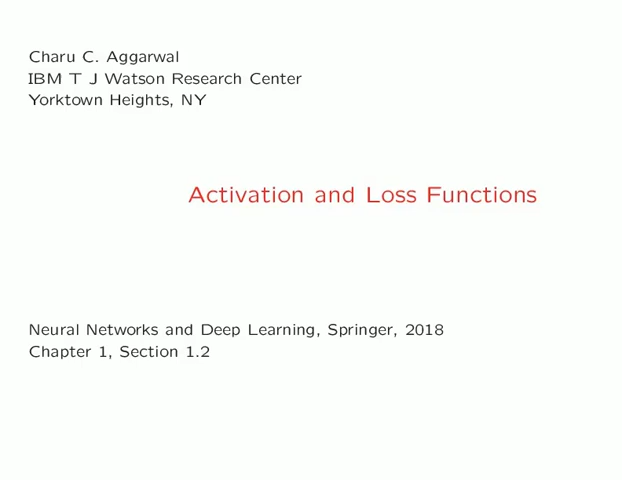 Charu C. Aggarwal
IBM T J Watson Research Center
Yorktown Heights, NY
Activation and Loss Functions
Neural Networks and Deep Learning, Springer, 2018
Chapter 1, Section 1.2